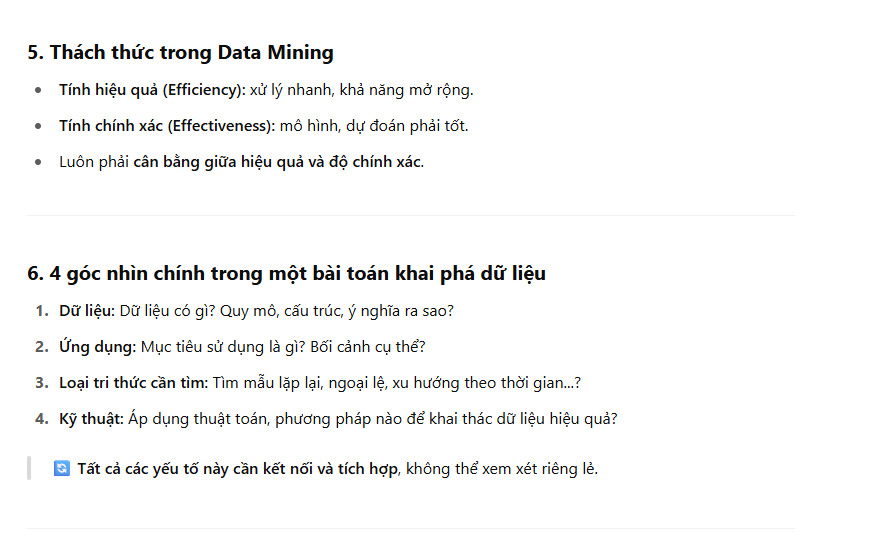 5. Thách thức trong Data Mining
• Tính hiệu quả (Efficiency): xử lý nhanh, khả năng mở rộng.
• Tính chính xác (Effectiveness): mô hình, dự đoán phải tốt.
• Luôn phải cân bằng giữa hiệu quả và độ chính xác.
6. 4 góc nhìn chính trong một bài toán khai phá dữ liệu
1. Dữ liệu: Dữ liệu có gì? Quy mô, cấu trúc, ý nghĩa ra sao?
2. Ứng dụng: Mục tiêu sử dụng là gì? Bối cảnh cụ thể?
3. Loại tri thức cần tìm: Tìm mẫu lặp lại, ngoại lệ, xu hướng theo thời gian...?
4. Kỹ thuật: Áp dụng thuật toán, phương pháp nào để khai thác dữ liệu hiệu quả?
🔄 Tất cả các yếu tố này cần kết nối và tích hợp, không thể xem xét riêng lẻ.